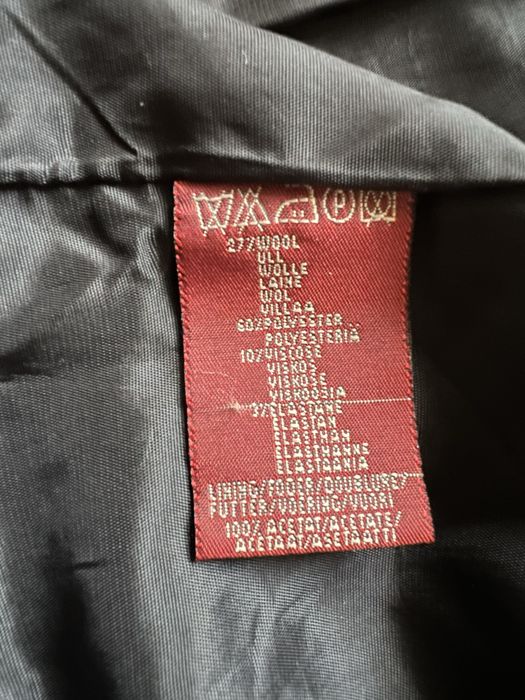 P
27%WOOL
ULL
WOLLE
LAINE
WOL
VILLAA
60%POLYESTER
POLYESTERIA
10%VISCOSE
VISKOS
VISKOSE
VISKOOSIA
3%ELASTANE
ELASTAN
ELASTHAN
ELASTHANNE
ELASTAANIA
LINING/FODER/DOUBLURE/
FUTTER/VOERING/VUORI
100% ACETAT/ACETATE/
ACETAAT/ASETAATTI